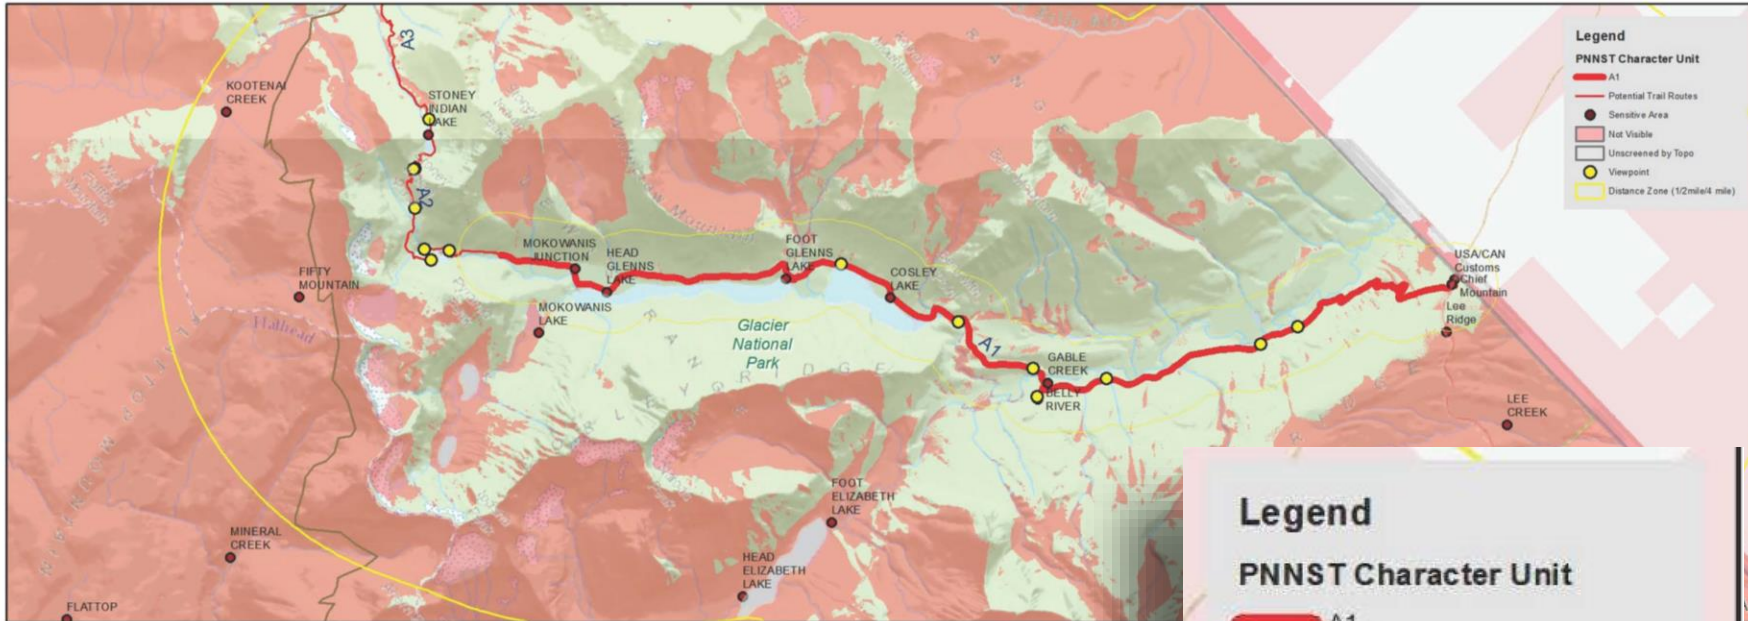 A3
KOOTENAI
CREEK
STONEY
INDIAN
LAKE
A2
MOKOWANIS
JUNCTION
HEAD
GLENNS
LAKE
FOOT
GLENNS
LAKE
COSLEY
LAKE
FIFTY
MOUNTAIN
MOKOWANIS
LAKE
Flathead
Glacier
National
Park
A1
GABLE
CREEK
BELLY
RIVER
USA/CAN
Customs
Chief
Mountain
Lee
Ridge
LEE
CREEK
FOOT
ELIZABETH
LAKE
HEAD
ELIZABETH
LAKE
MINERAL
CREEK
FLATTOP
Legend
PNNST Character Unit
A1
Potential Trail Routes
Sensitive Area
Not Visible
Unscreened by Topo
Viewpoint
Distance Zone (1/2mile/4 mile)
Legend
PNNST Character Unit
A1